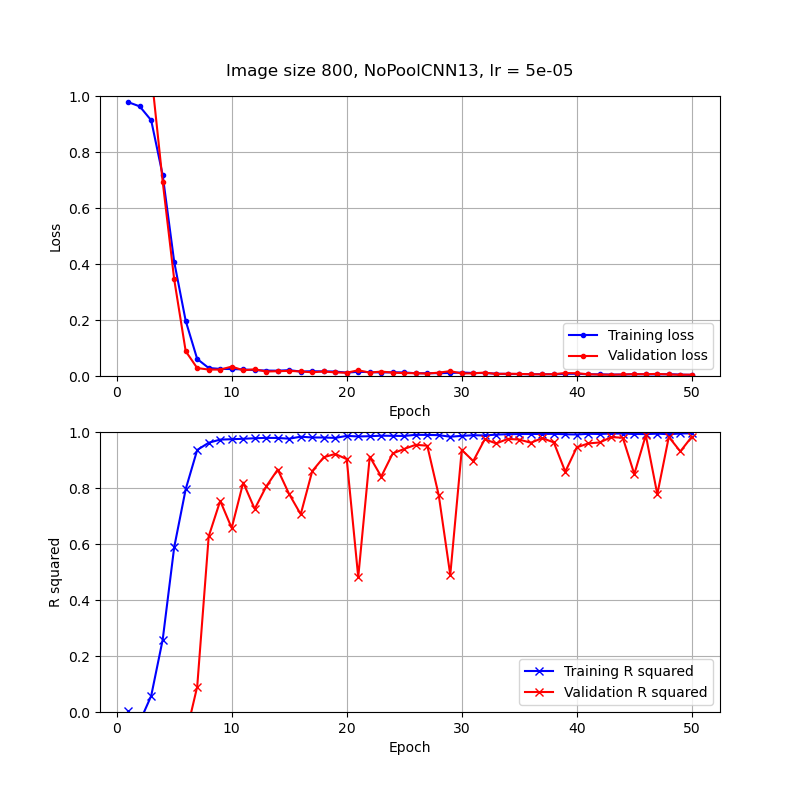 Image size 800, NoPoolCNN13, lr = 5e-05
1.0
0.8
0.6
0.4
0.2
0.0
Loss
Training loss
Validation loss
0 10 20 30 40 50
Epoch
1.0
0.8
0.6
0.4
0.2
0.0
R squared
Training R squared
Validation R squared
0 10 20 30 40 50
Epoch